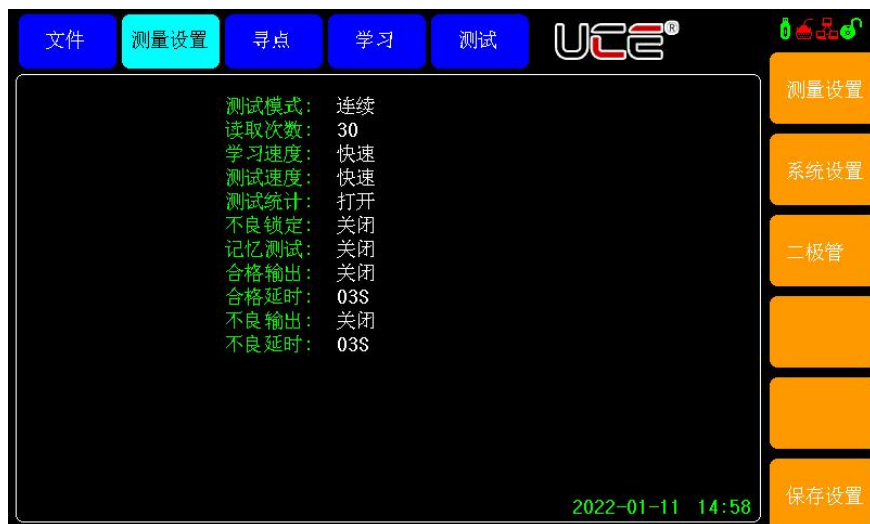 文件 测量设置 寻点 学习 测试 UCE®
测量设置
系统设置
二极管
保存设置
测试模式: 连续
读取次数: 30
学习速度: 快速
测试速度: 快速
测试统计: 打开
不良锁定: 关闭
记忆测试: 关闭
合格输出: 关闭
合格延时: 03S
不良输出: 关闭
不良延时: 03S
2022-01-11 14:58